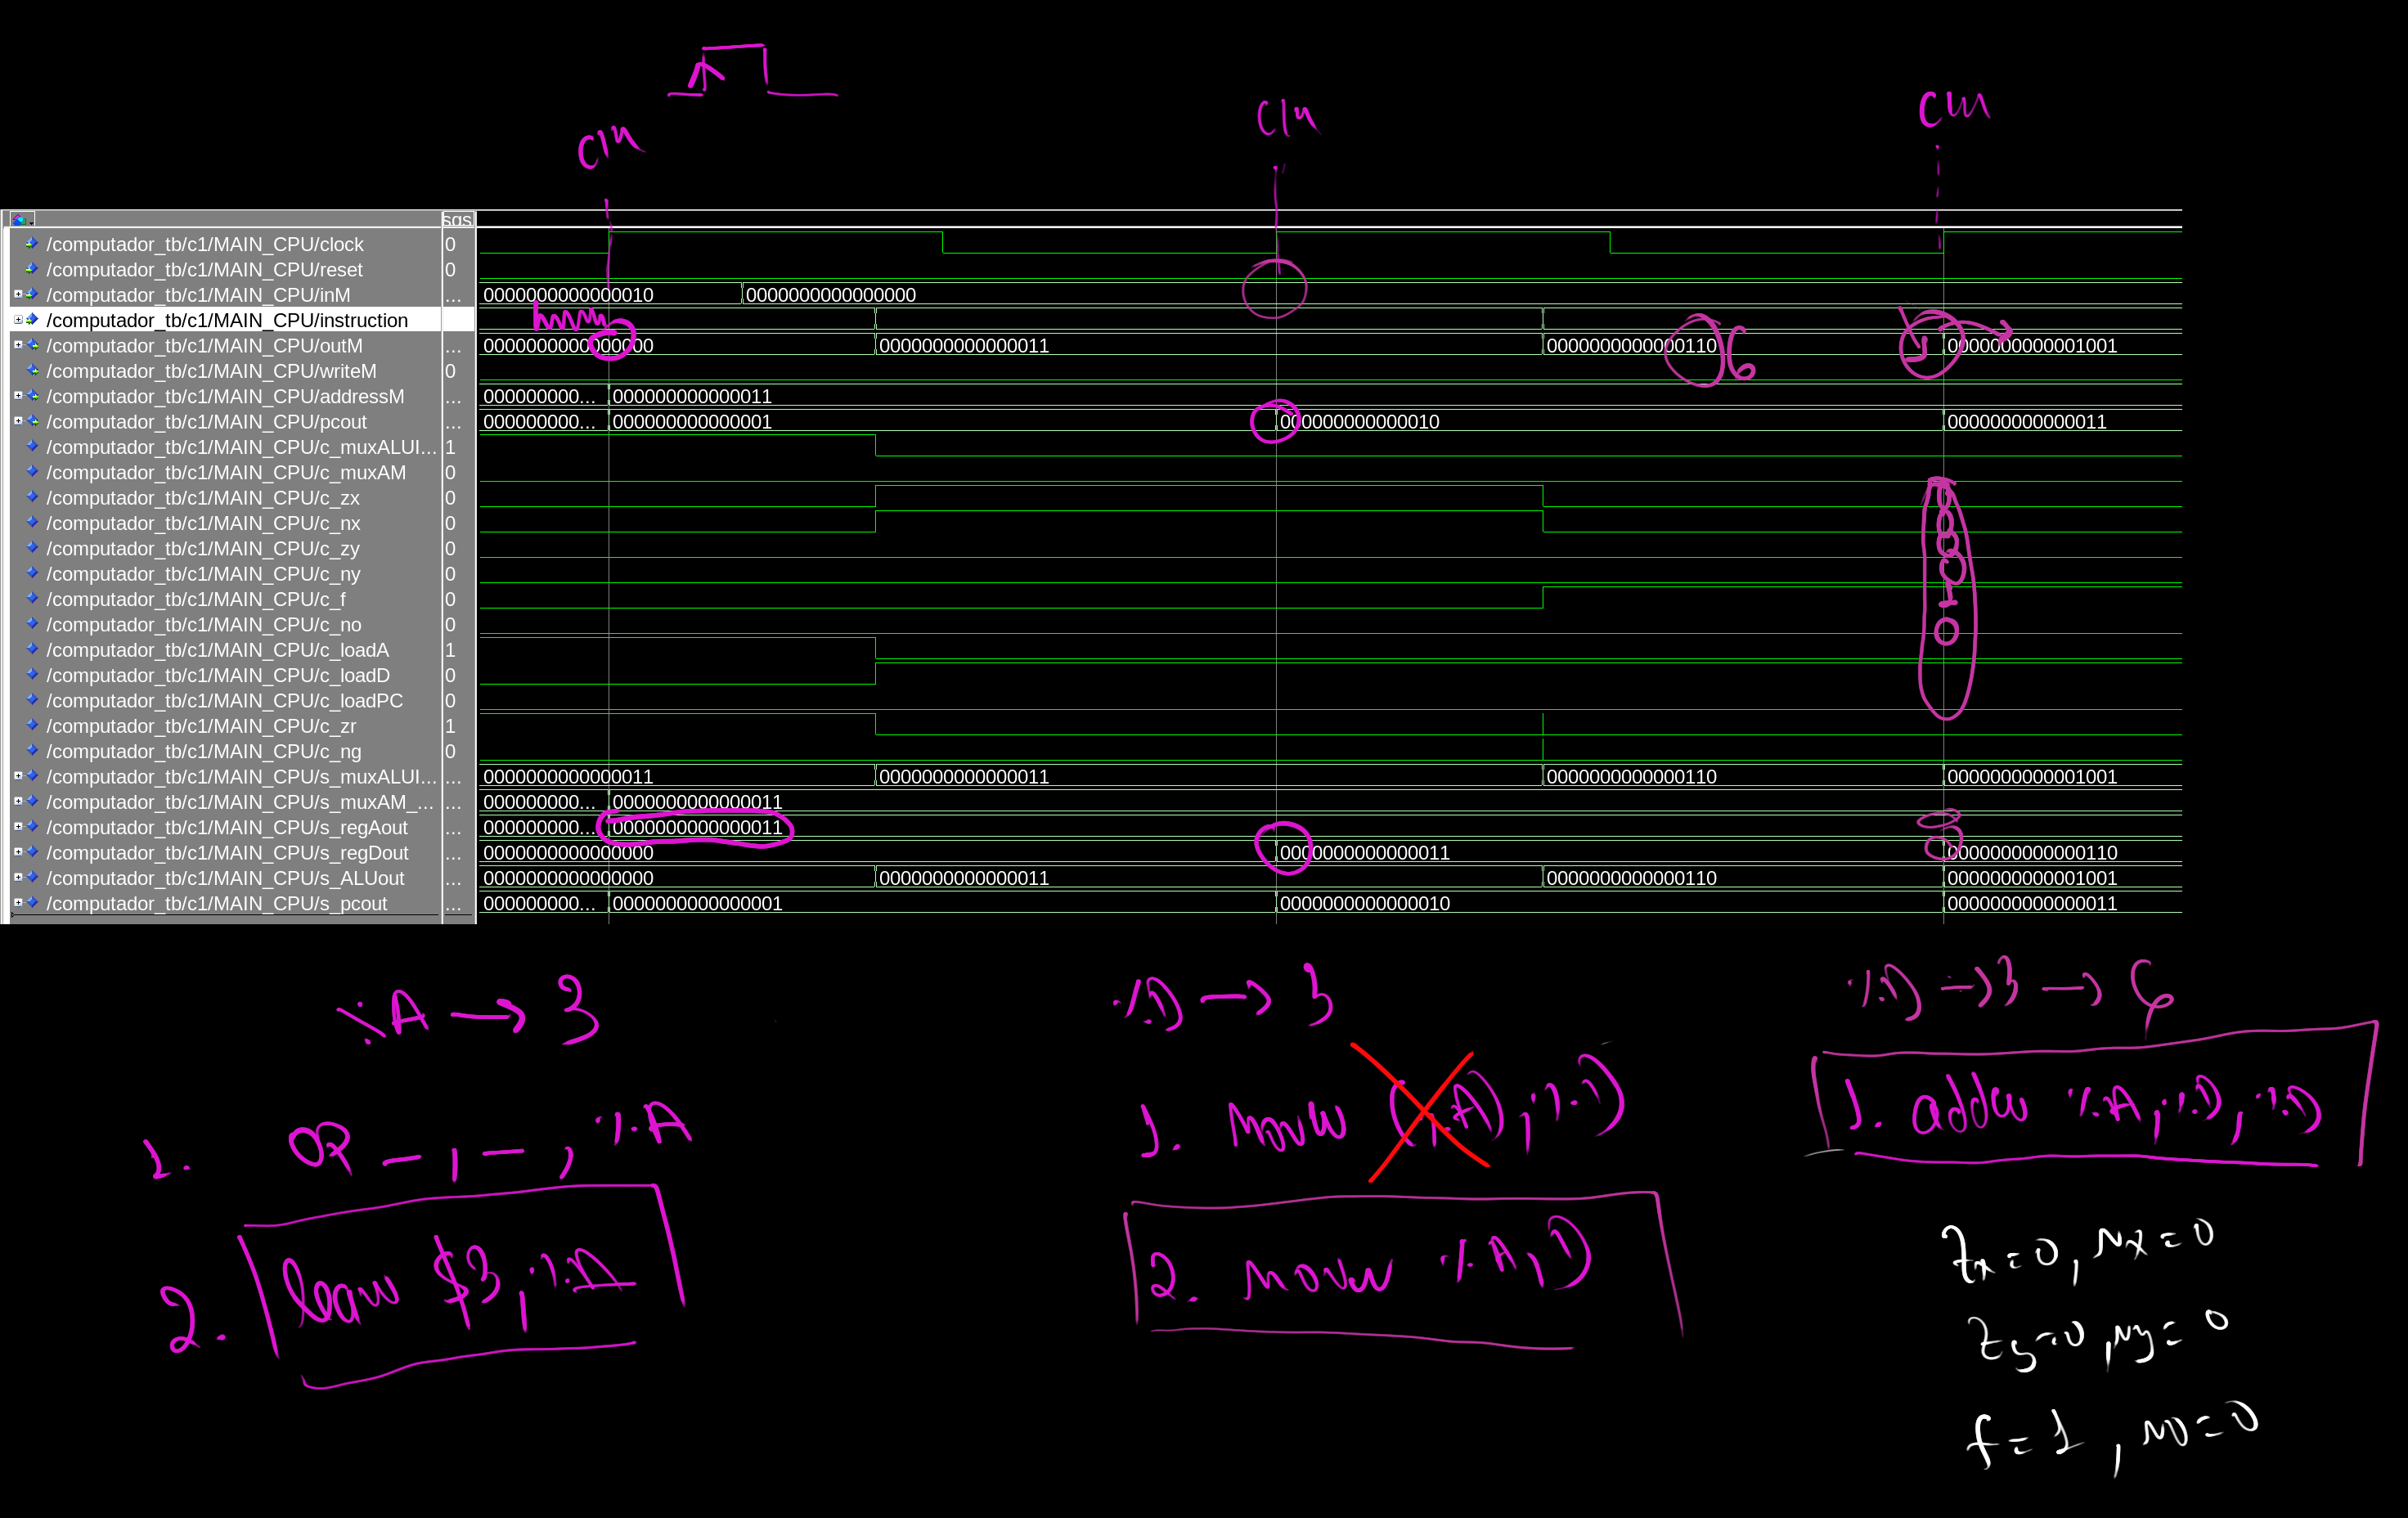 Clk
Clk
Clk
sgs
/computador_tb/c1/MAIN_CPU/clock 0
/computador_tb/c1/MAIN_CPU/reset 0
/computador_tb/c1/MAIN_CPU/inM ... 0000000000000010 0000000000000000
/computador_tb/c1/MAIN_CPU/instruction
/computador_tb/c1/MAIN_CPU/outM ... 0000000000000000 0000000000000011 0000000000000110 6 0000000000001001
/computador_tb/c1/MAIN_CPU/writeM 0
/computador_tb/c1/MAIN_CPU/addressM ... 000000000... 000000000000011
/computador_tb/c1/MAIN_CPU/pcout ... 000000000... 000000000000001 000000000000010 000000000000011
/computador_tb/c1/MAIN_CPU/c_muxALUI... 1
/computador_tb/c1/MAIN_CPU/c_muxAM 0
/computador_tb/c1/MAIN_CPU/c_zx 0 0
/computador_tb/c1/MAIN_CPU/c_nx 0 0
/computador_tb/c1/MAIN_CPU/c_zy 0 0
/computador_tb/c1/MAIN_CPU/c_ny 0 0
/computador_tb/c1/MAIN_CPU/c_f 0 1
/computador_tb/c1/MAIN_CPU/c_no 0 0
/computador_tb/c1/MAIN_CPU/c_loadA 1
/computador_tb/c1/MAIN_CPU/c_loadD 0
/computador_tb/c1/MAIN_CPU/c_loadPC 0
/computador_tb/c1/MAIN_CPU/c_zr 1
/computador_tb/c1/MAIN_CPU/c_ng 0
/computador_tb/c1/MAIN_CPU/s_muxALUI... ... 0000000000000011 0000000000000011 0000000000000110 0000000000001001
/computador_tb/c1/MAIN_CPU/s_muxAM_... ... 000000000... 0000000000000011
/computador_tb/c1/MAIN_CPU/s_regAout ... 000000000... 0000000000000011
/computador_tb/c1/MAIN_CPU/s_regDout ... 0000000000000000 0000000000000011 0000000000000110
/computador_tb/c1/MAIN_CPU/s_ALUout ... 0000000000000000 0000000000000011 0000000000000110 0000000000001001
/computador_tb/c1/MAIN_CPU/s_pcout ... 000000000... 0000000000000001 0000000000000010 0000000000000011
%A → 3
1. OP _, _, %A
2. leaw $3, %A
%D → 3
1. movw (%A), %D
2. movw %A, D
%D → 3 → 6
1. addw %A, %D, %D
zx=0, nx=0
zy=0, ny=0
f=1, no=0